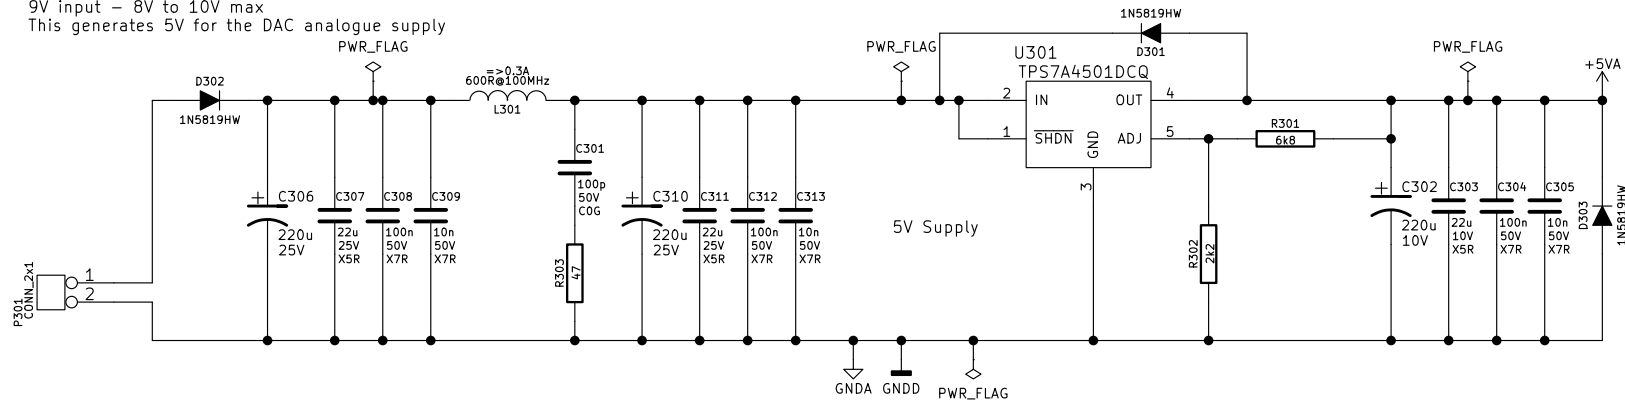 9V input – 8V to 10V max
This generates 5V for the DAC analogue supply
PWR_FLAG
D302
1N5819HW
=>0.3A
600R@100MHz
L301
PWR_FLAG
1N5819HW
D301
U301
TPS7A4501DCQ
2
IN
OUT
4
1
SHDN
GND
ADJ
5
3
R301
6k8
PWR_FLAG
+5VA
C301
100p
50V
C0G
+
C306
220u
25V
C307
22u
25V
X5R
C308
100n
50V
X7R
C309
10n
50V
X7R
R303
47
+
C310
220u
25V
C311
22u
25V
X5R
C312
100n
50V
X7R
C313
10n
50V
X7R
5V Supply
R302
2k2
+
C302
220u
10V
C303
22u
10V
X5R
C304
100n
50V
X7R
C305
10n
50V
X7R
D303
1N5819HW
P301
CONN_2x1
1
2
GNDA
GNDD
PWR_FLAG